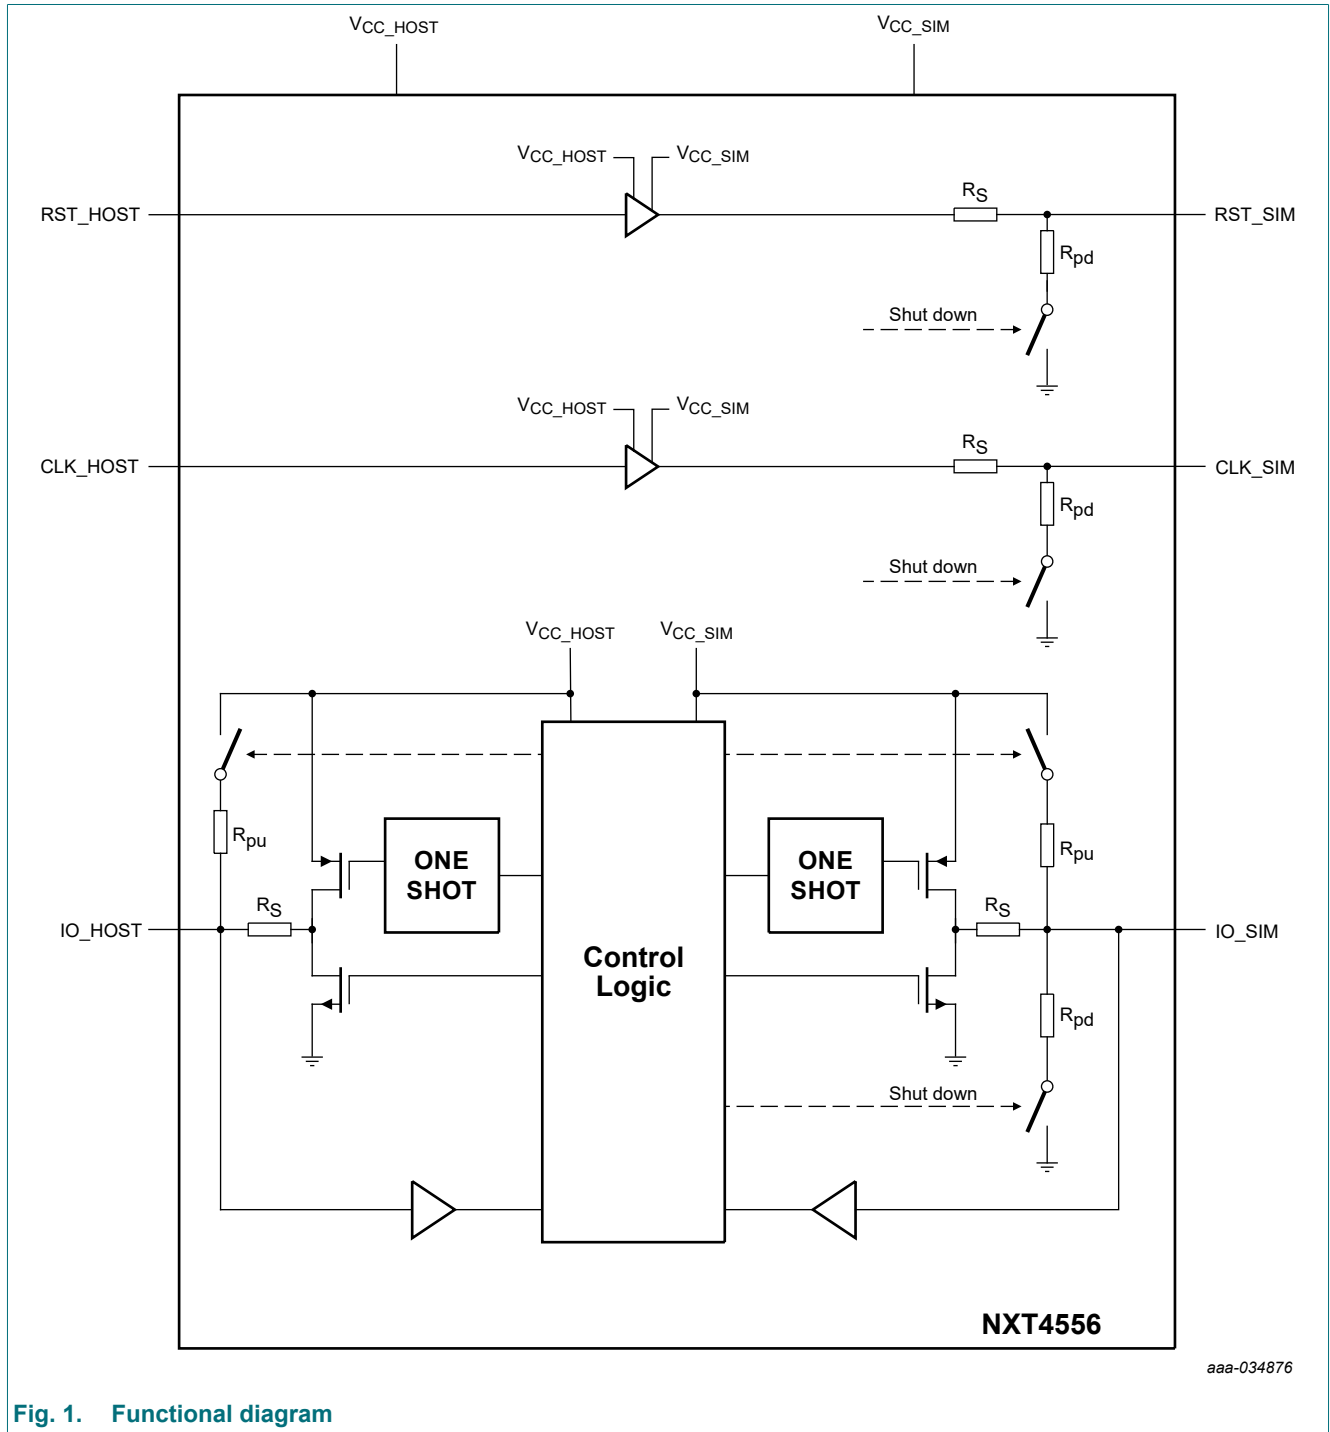 VCC_HOST
VCC_SIM
VCC_HOST
VCC_SIM
RST_HOST
RS
RST_SIM
Rpd
Shut down
VCC_HOST
VCC_SIM
CLK_HOST
RS
CLK_SIM
Rpd
Shut down
VCC_HOST
VCC_SIM
Rpu
ONE
SHOT
ONE
SHOT
Rpu
IO_HOST
RS
Control
Logic
RS
IO_SIM
Rpd
Shut down
NXT4556
aaa-034876
Fig. 1. Functional diagram